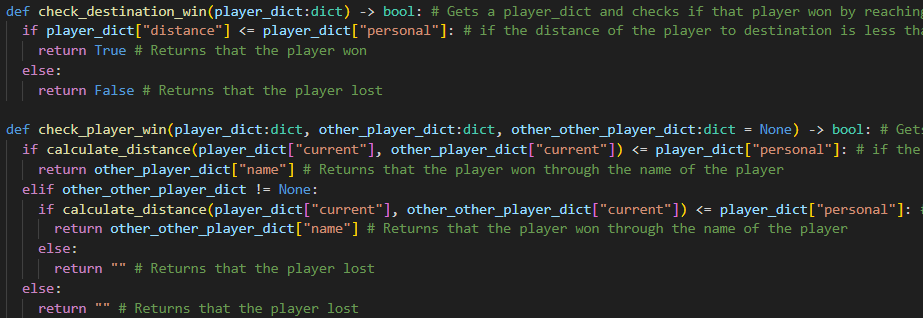 def check_destination_win(player_dict:dict) -> bool: # Gets a player_dict and checks if that player won by reaching
  if player_dict["distance"] <= player_dict["personal"]: # if the distance of the player to destination is less
    return True # Returns that the player won
  else:
    return False # Returns that the player lost

def check_player_win(player_dict:dict, other_player_dict:dict, other_other_player_dict:dict = None) -> bool: #
  if calculate_distance(player_dict["current"], other_player_dict["current"]) <= player_dict["personal"]: # if the
    return other_player_dict["name"] # Returns that the player won through the name of the player
  elif other_other_player_dict != None:
    if calculate_distance(player_dict["current"], other_other_player_dict["current"]) <= player_dict["personal"]: #
      return other_other_player_dict["name"] # Returns that the player won through the name of the player
    else:
      return "" # Returns that the player lost
  else:
    return "" # Returns that the player lost